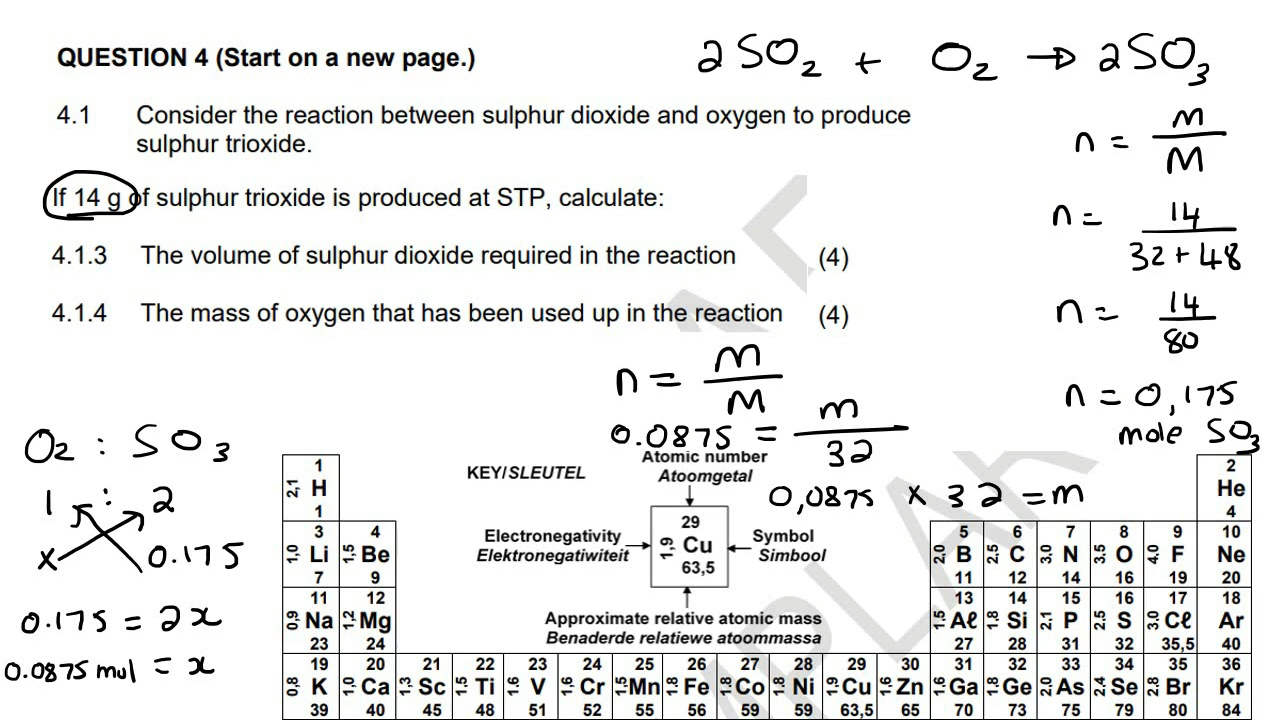 QUESTION 4 (Start on a new page.)
2SO₂ + O₂ → 2SO₃
4.1 Consider the reaction between sulphur dioxide and oxygen to produce
sulphur trioxide.
n = m/M
If 14 g of sulphur trioxide is produced at STP, calculate:
n = 14/(32+48)
4.1.3 The volume of sulphur dioxide required in the reaction (4)
4.1.4 The mass of oxygen that has been used up in the reaction (4)
n = 14/80
n = 0,175
mole SO₃
n = m/M
0.0875 = m/32
0,0875 × 32 = m
O₂ : SO₃
1 : 2
x 0.175
0.175 = 2x
0.0875 mol = x
KEY/SLEUTEL
Atomic number
Atoomgetal
Electronegativity
Elektronegatiwiteit
29
1,9 Cu
63,5
Symbol
Simbool
Approximate relative atomic mass
Benaderde relatiewe atoommassa
1 2
2,1 H He
1 4
3 4 5 6 7 8 9 10
1,0 Li 1,5 Be 2,0 B 2,5 C 3,0 N 3,5 O 4,0 F Ne
7 9 11 12 14 16 19 20
11 12 13 14 15 16 17 18
0,9 Na 1,2 Mg 1,5 Aℓ 1,8 Si 2,1 P 2,5 S 3,0 Cℓ Ar
23 24 27 28 31 32 35,5 40
19 20 21 22 23 24 25 26 27 28 29 30 31 32 33 34 35 36
0,8 K 1,0 Ca 1,3 Sc 1,5 Ti 1,6 V 1,6 Cr 1,5 Mn 1,8 Fe 1,8 Co 1,8 Ni 1,9 Cu 1,6 Zn 1,6 Ga 1,8 Ge 2,0 As 2,4 Se 2,8 Br Kr
39 40 45 48 51 52 55 56 59 59 63,5 65 70 73 75 79 80 84